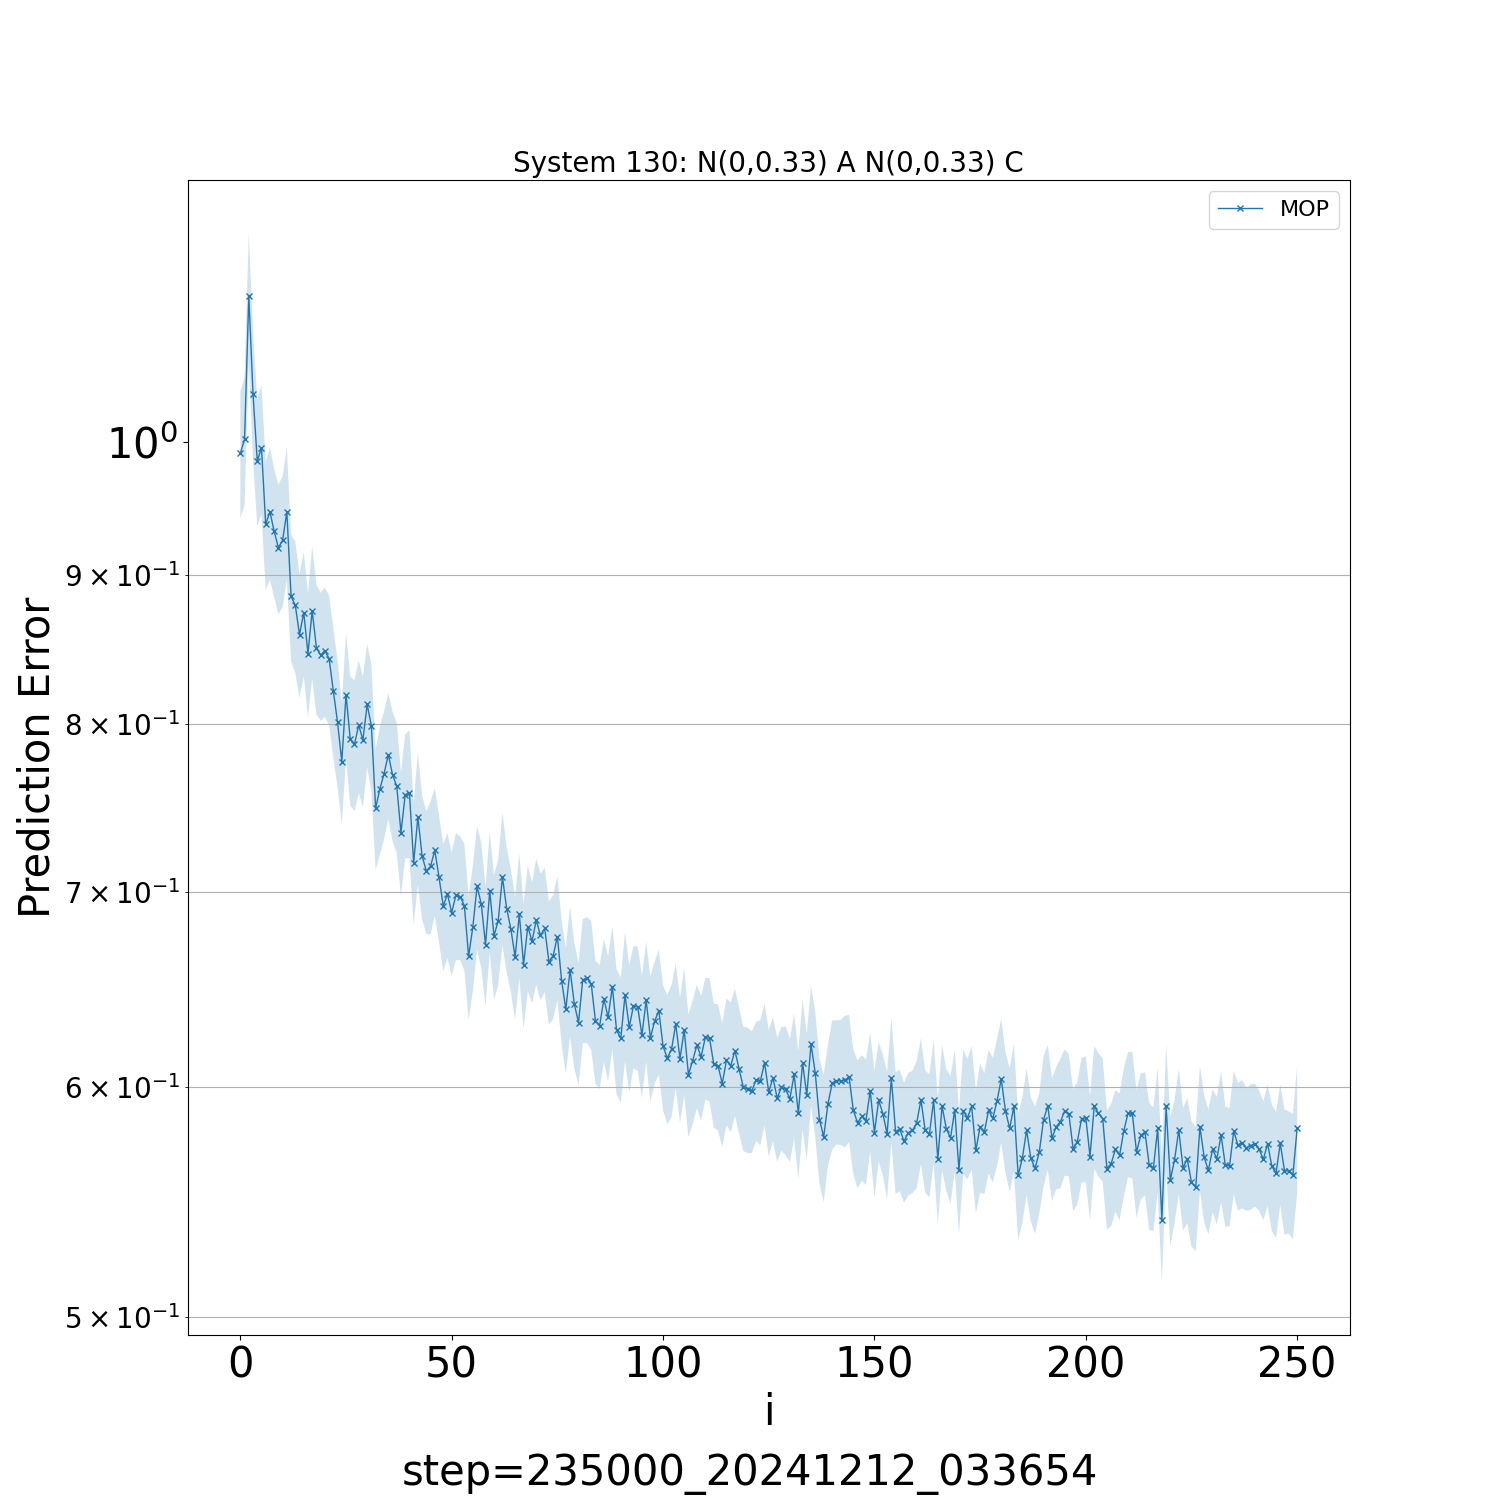 System 130: N(0,0.33) A N(0,0.33) C
MOP
10⁰
9 × 10⁻¹
8 × 10⁻¹
7 × 10⁻¹
6 × 10⁻¹
5 × 10⁻¹
Prediction Error
0 50 100 150 200 250
i
step=235000_20241212_033654